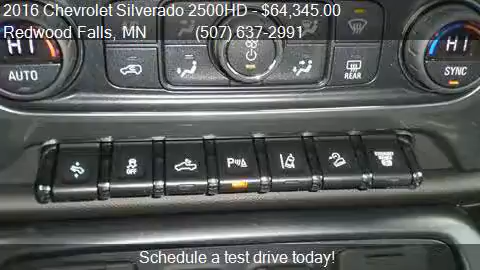 2016 Chevrolet Silverado 2500HD - $64,345.00
Redwood Falls, MN (507) 637-2991
HI
HI
AUTO
REAR
SYNC
OFF
P
Schedule a test drive today!